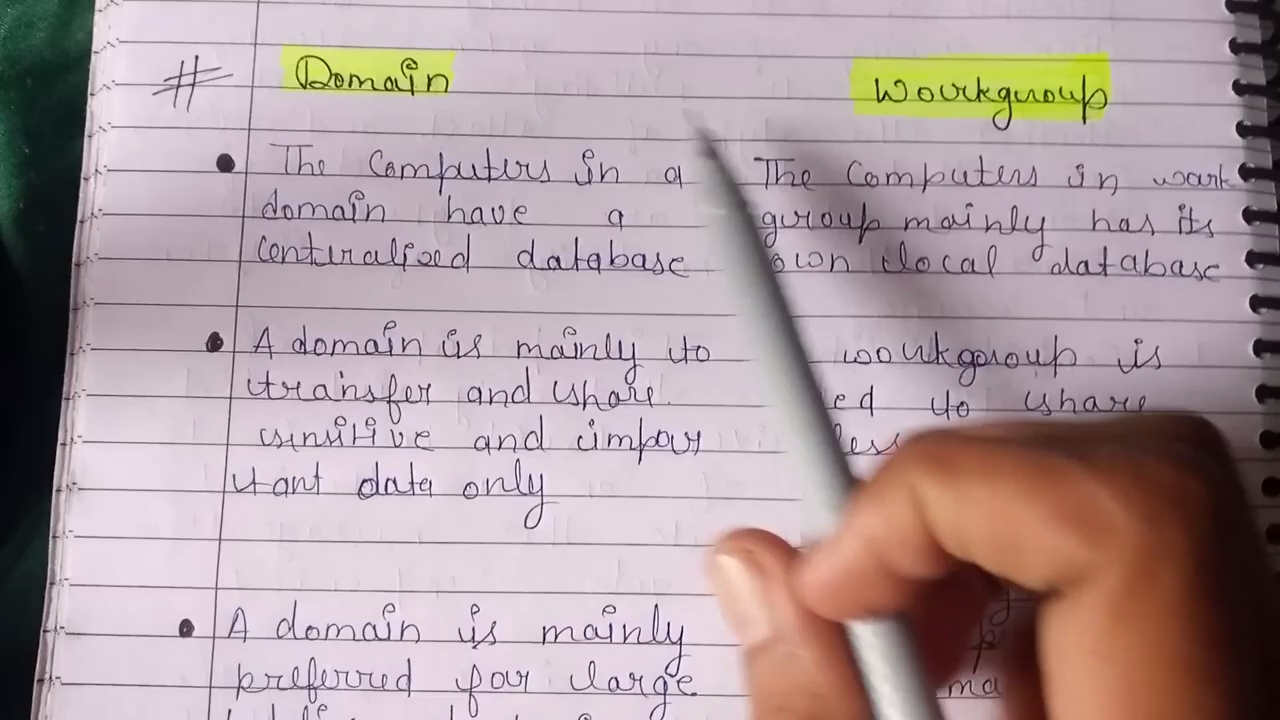 # Domain
Workgroup
• The Computers in a
domain have a
centuralised database
• A domain is mainly to
transfer and share
sensitive and impor
tant data only
• A domain is mainly
preferred for large
The Computers in work
group mainly has its
own local database
workgroup is
to share
less